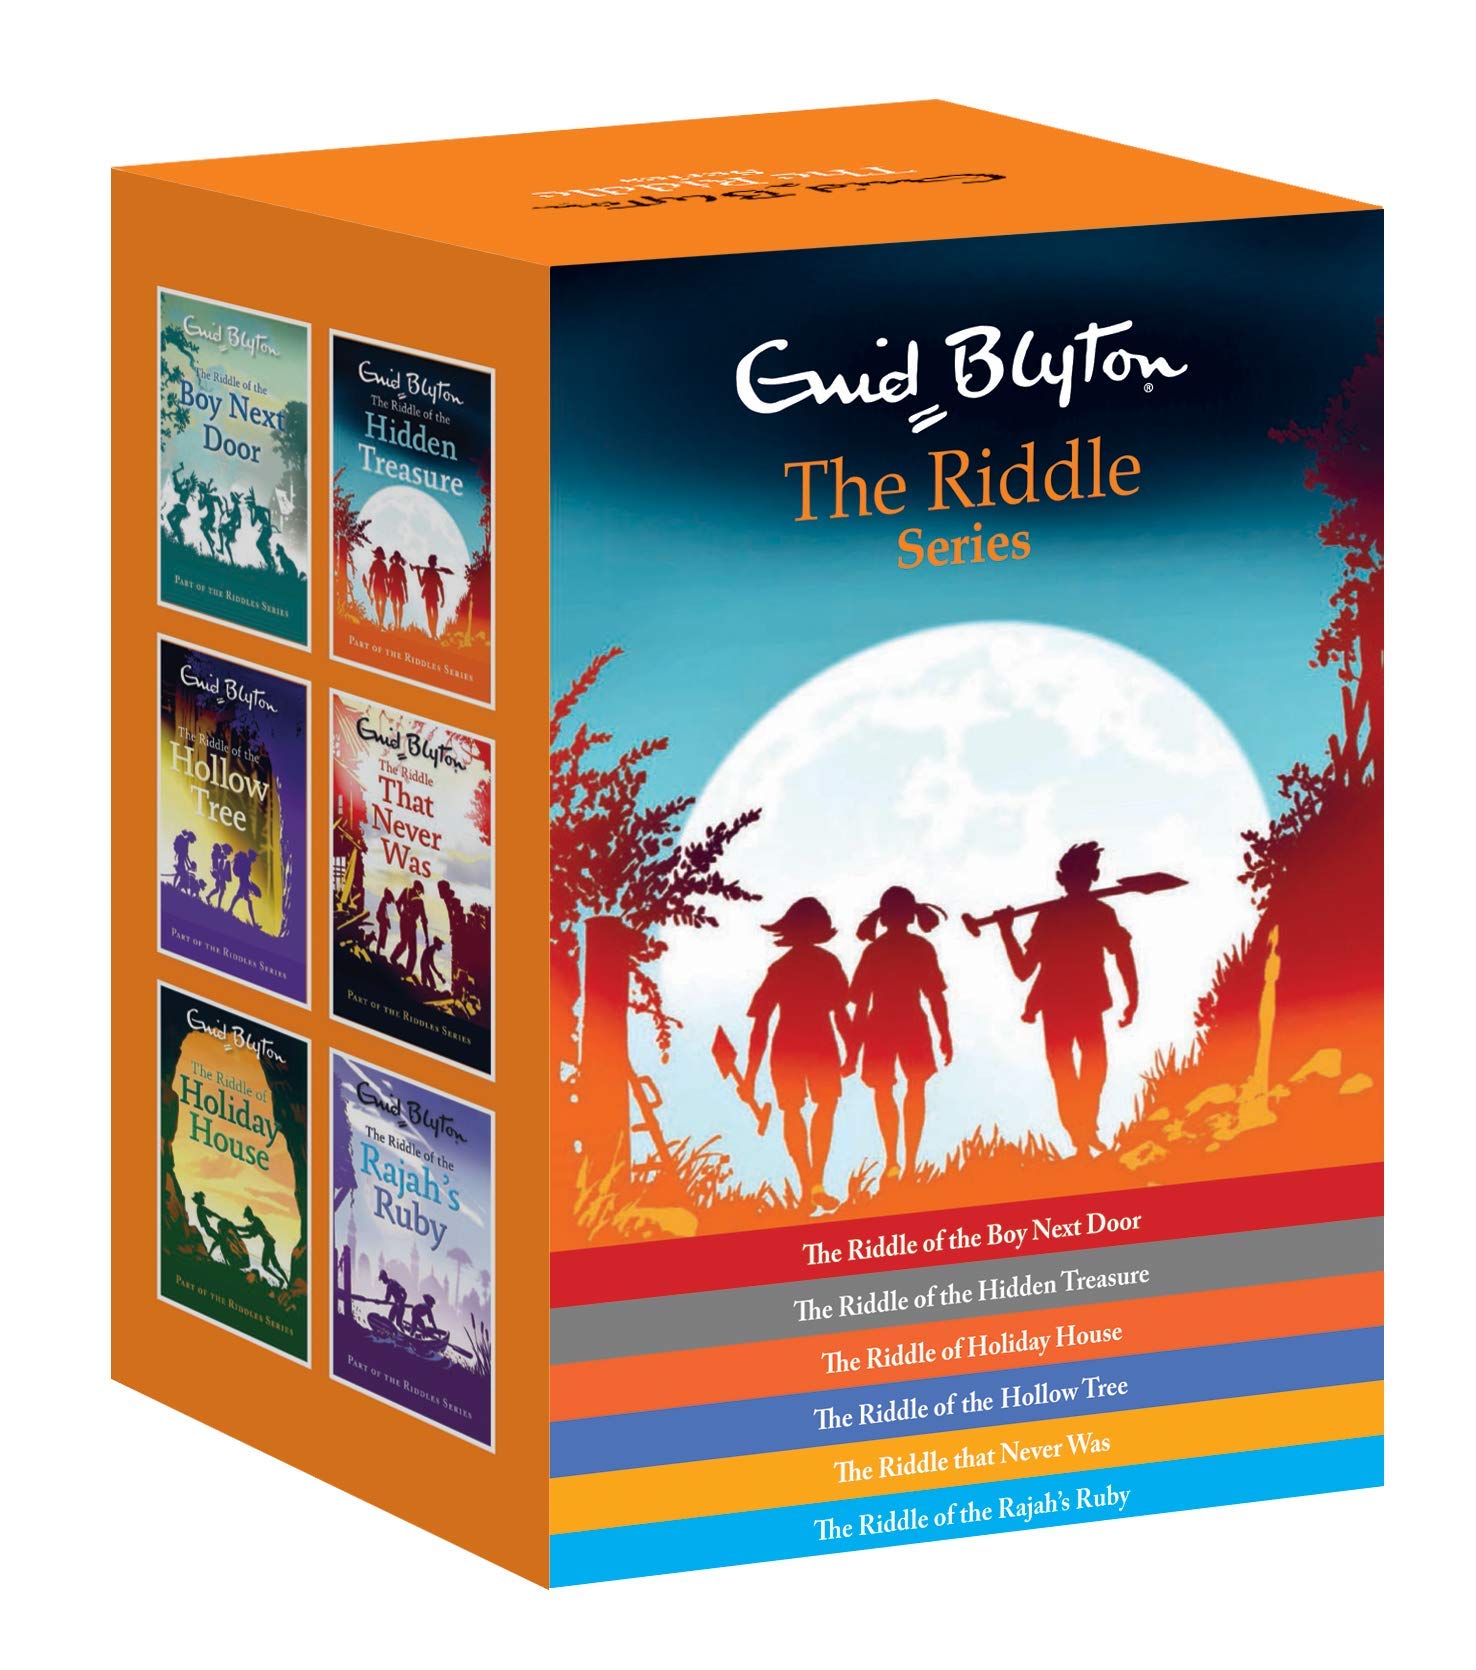 Enid Blyton
The Riddle
Series
Enid Blyton®
The Riddle
Series
The Riddle of the Boy Next Door
The Riddle of the Hidden Treasure
The Riddle of Holiday House
The Riddle of the Hollow Tree
The Riddle that Never Was
The Riddle of the Rajah's Ruby
Enid Blyton
The Riddle of the
Boy Next
Door
PART OF THE RIDDLES SERIES
Enid Blyton
The Riddle of the
Hidden
Treasure
PART OF THE RIDDLES SERIES
Enid Blyton
The Riddle of the
Hollow
Tree
PART OF THE RIDDLES SERIES
Enid Blyton
The Riddle
That
Never
Was
PART OF THE RIDDLES SERIES
Enid Blyton
The Riddle of
Holiday
House
PART OF THE RIDDLES SERIES
Enid Blyton
The Riddle of the
Rajah's
Ruby
PART OF THE RIDDLES SERIES